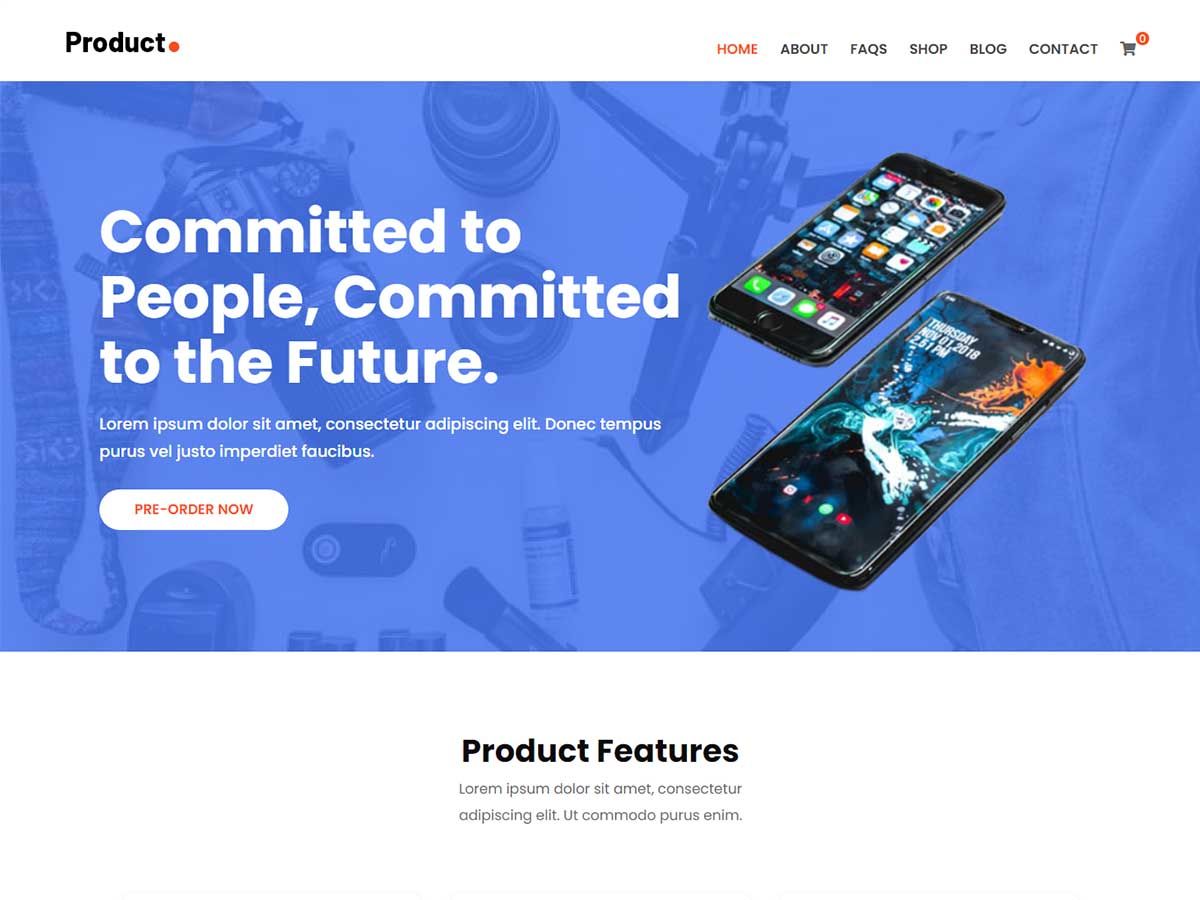 Product.
HOME ABOUT FAQS SHOP BLOG CONTACT 0
Committed to
People, Committed
to the Future.
Lorem ipsum dolor sit amet, consectetur adipiscing elit. Donec tempus
purus vel justo imperdiet faucibus.
PRE-ORDER NOW
THURSDAY
NOV 01, 2018
2:51 PM
Product Features
Lorem ipsum dolor sit amet, consectetur
adipiscing elit. Ut commodo purus enim.